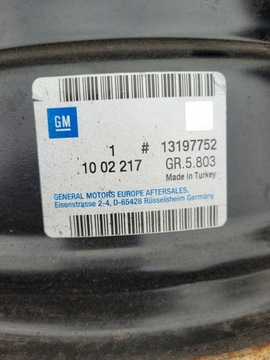 GM
1 # 13197752
10 02 217 GR.5.803
Made in Turkey
GENERAL MOTORS EUROPE AFTERSALES.
Eisenstrasse 2-4, D-65428 Rüsselsheim Germany